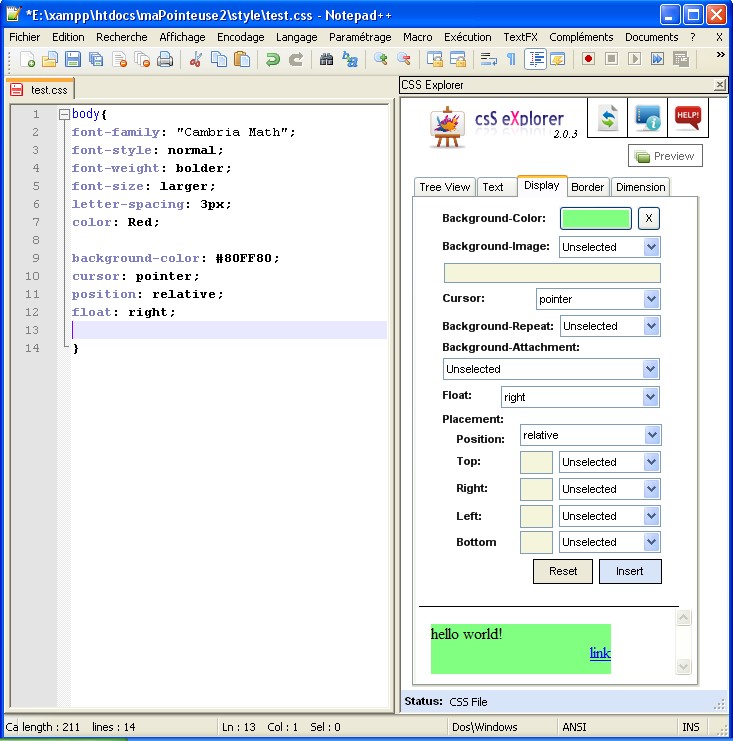 *E:\xampp\htdocs\maPointeuse2\style\test.css - Notepad++
Fichier Edition Recherche Affichage Encodage Langage Paramétrage Macro Exécution TextFX Compléments Documents ? X
test.css
1 body{
2 font-family: "Cambria Math";
3 font-style: normal;
4 font-weight: bolder;
5 font-size: larger;
6 letter-spacing: 3px;
7 color: Red;
8
9 background-color: #80FF80;
10 cursor: pointer;
11 position: relative;
12 float: right;
13
14 }
CSS Explorer
csS eXplorer
2.0.3
HELP!
Preview
Tree View Text Display Border Dimension
Background-Color: X
Background-Image: Unselected
Cursor: pointer
Background-Repeat: Unselected
Background-Attachment:
Unselected
Float: right
Placement:
Position: relative
Top: Unselected
Right: Unselected
Left: Unselected
Bottom Unselected
Reset Insert
hello world!
link
Status: CSS File
Ca length : 211 lines : 14 Ln : 13 Col : 1 Sel : 0 Dos\Windows ANSI INS